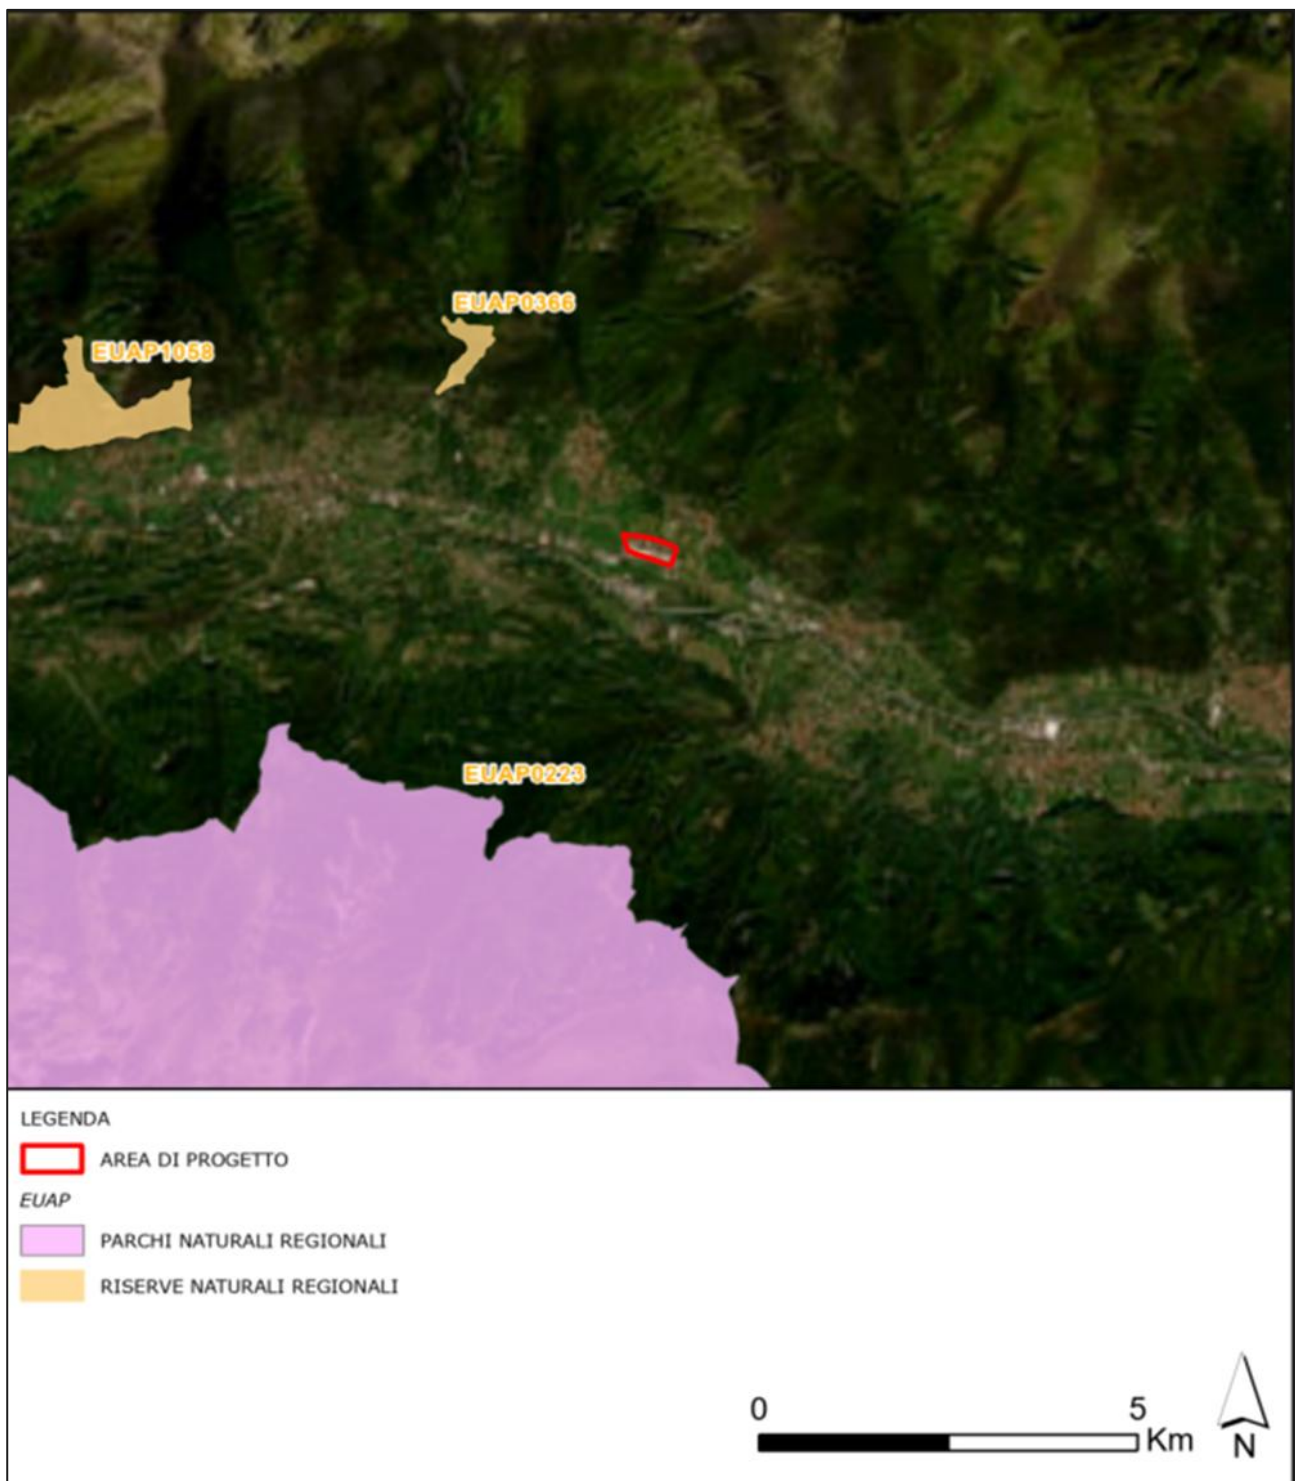 EUAP0366
EUAP1058
EUAP0223
LEGENDA
AREA DI PROGETTO
EUAP
PARCHI NATURALI REGIONALI
RISERVE NATURALI REGIONALI
0 5
Km
N